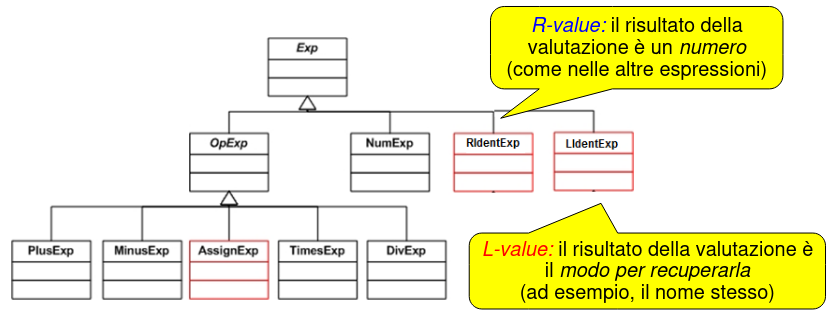 R-value: il risultato della
valutazione è un numero
(come nelle altre espressioni)
Exp
OpExp
NumExp
RIdentExp
LIdentExp
PlusExp
MinusExp
AssignExp
TimesExp
DivExp
L-value: il risultato della valutazione è
il modo per recuperarla
(ad esempio, il nome stesso)